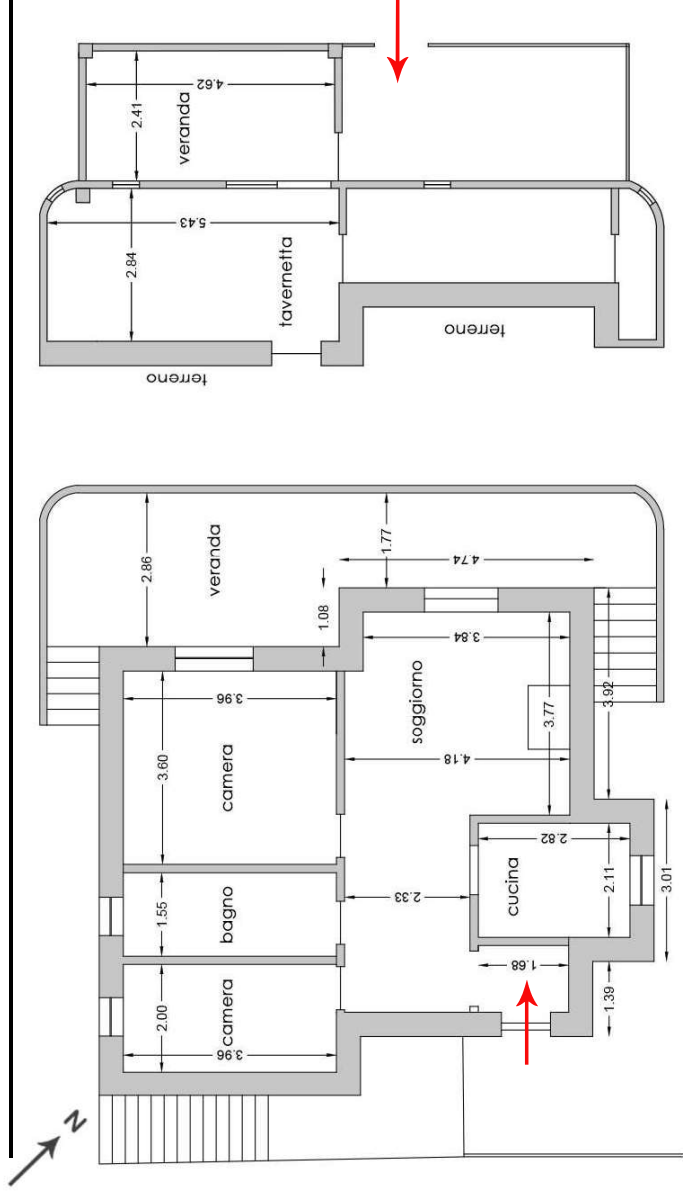 4.62
2.41
veranda
5.43
2.84
tavernetta
terreno
terreno
2.86
veranda
1.77
4.74
1.08
3.84
3.96
soggiorno
3.92
3.77
3.60
camera
4.18
2.82
cucina
2.11
3.01
1.55
bagno
2.33
1.68
2.00
camera
1.39
3.96
N